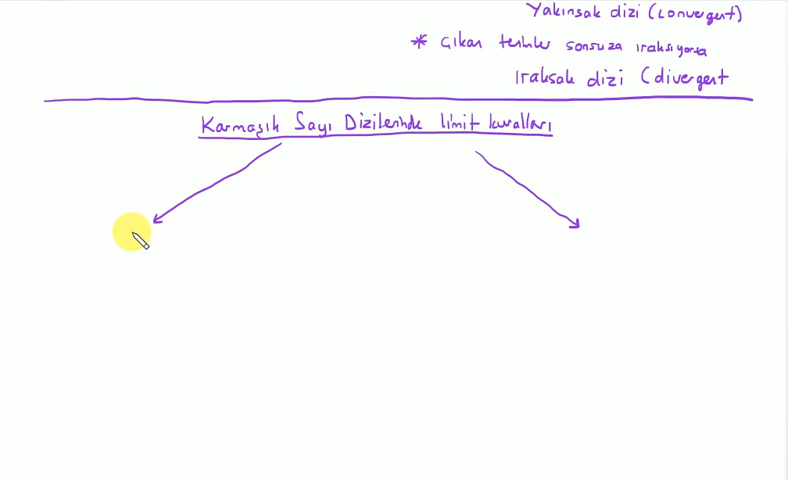 Yakınsak dizi (convergent)
* Çıkan terimler sonsuza ıraksıyorsa
Iraksak dizi (divergent
Karmaşık Sayı Dizilerinde limit kuralları